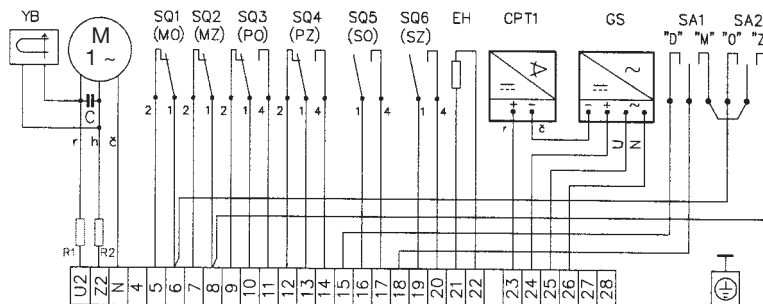 YB M 1 ~ SQ1 (MO) SQ2 (MZ) SQ3 (PO) SQ4 (PZ) SQ5 (SO) SQ6 (SZ) EH CPT1 GS SA1 SA2
"D" "M" "O" "Z
A ~
+ − − + ~ ~
C 2 1 2 1 2 1 4 2 1 4 1 4 1 4
r h č r č U N
R1 R2
U2 Z2 N 4 5 6 7 8 9 10 11 12 13 14 15 16 17 18 19 20 21 22 23 24 25 26 27 28